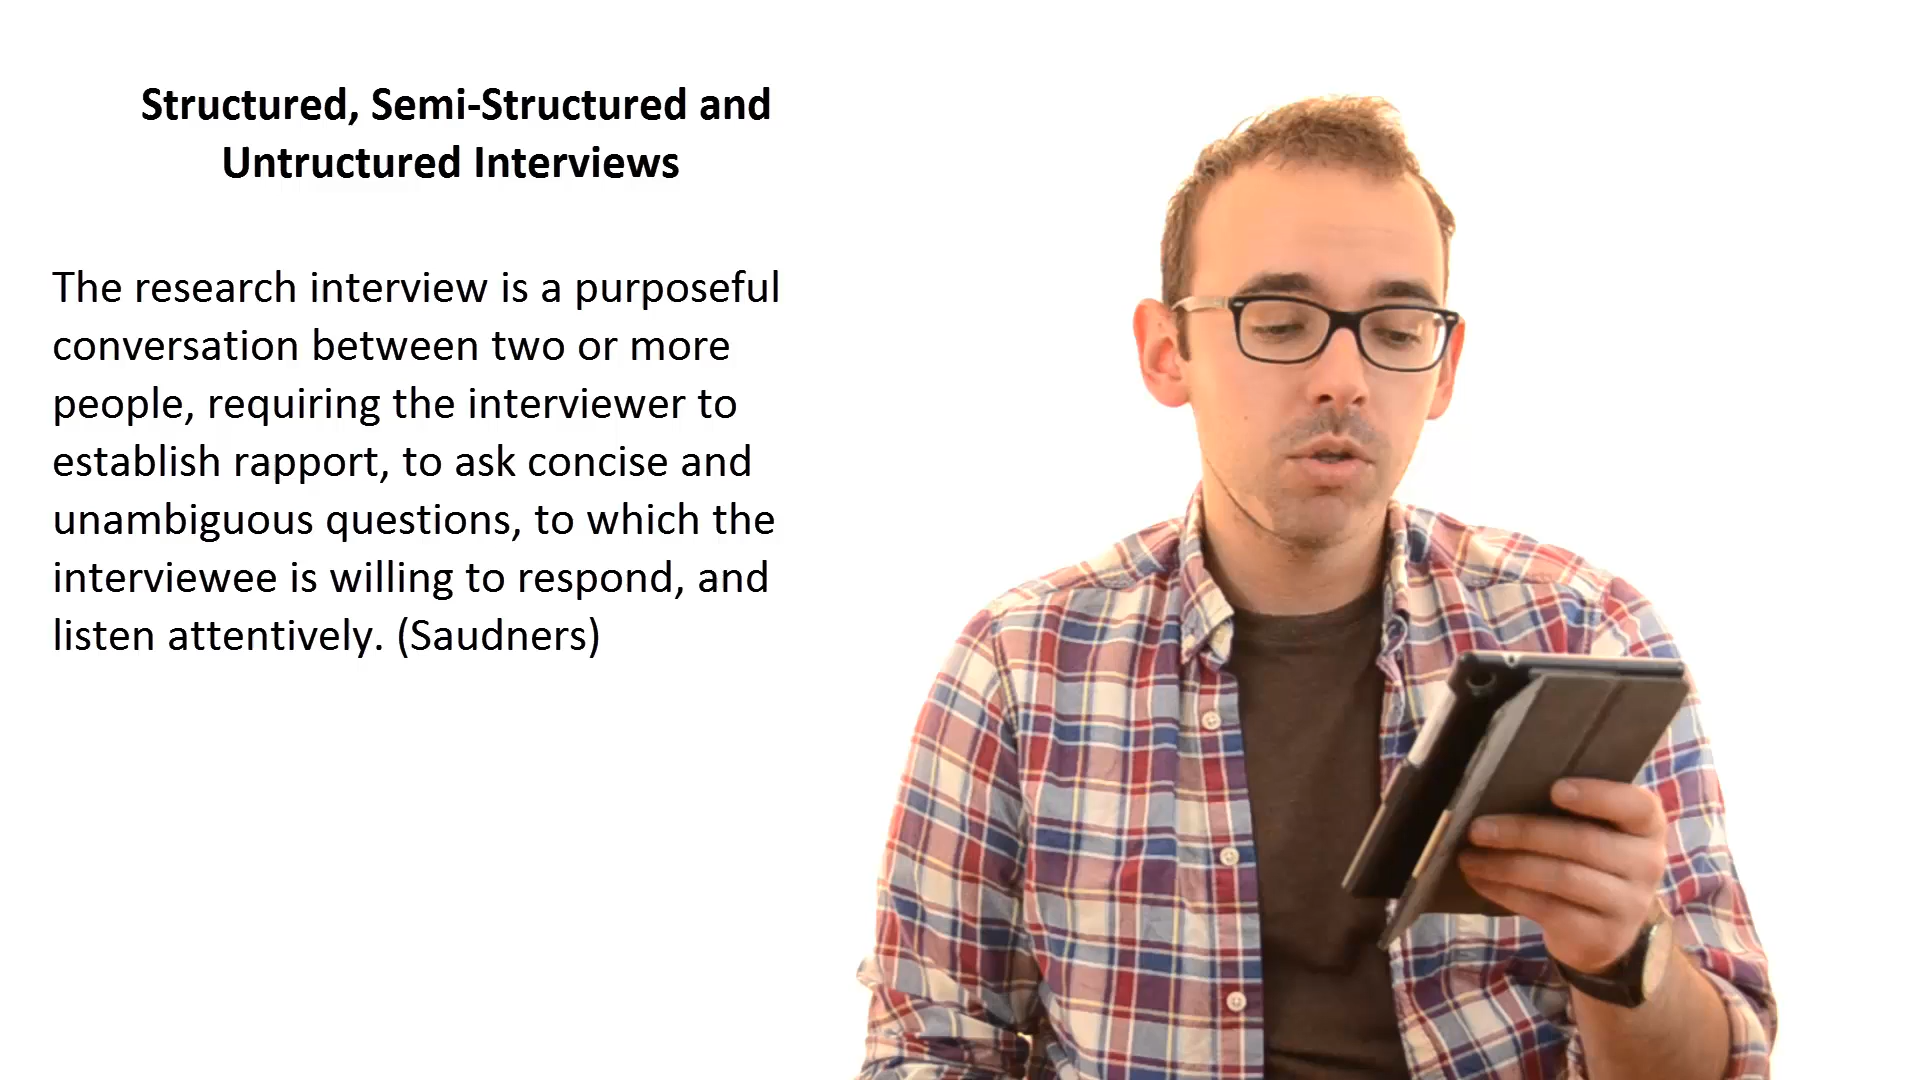 Structured, Semi-Structured and
Untructured Interviews
The research interview is a purposeful
conversation between two or more
people, requiring the interviewer to
establish rapport, to ask concise and
unambiguous questions, to which the
interviewee is willing to respond, and
listen attentively. (Saudners)